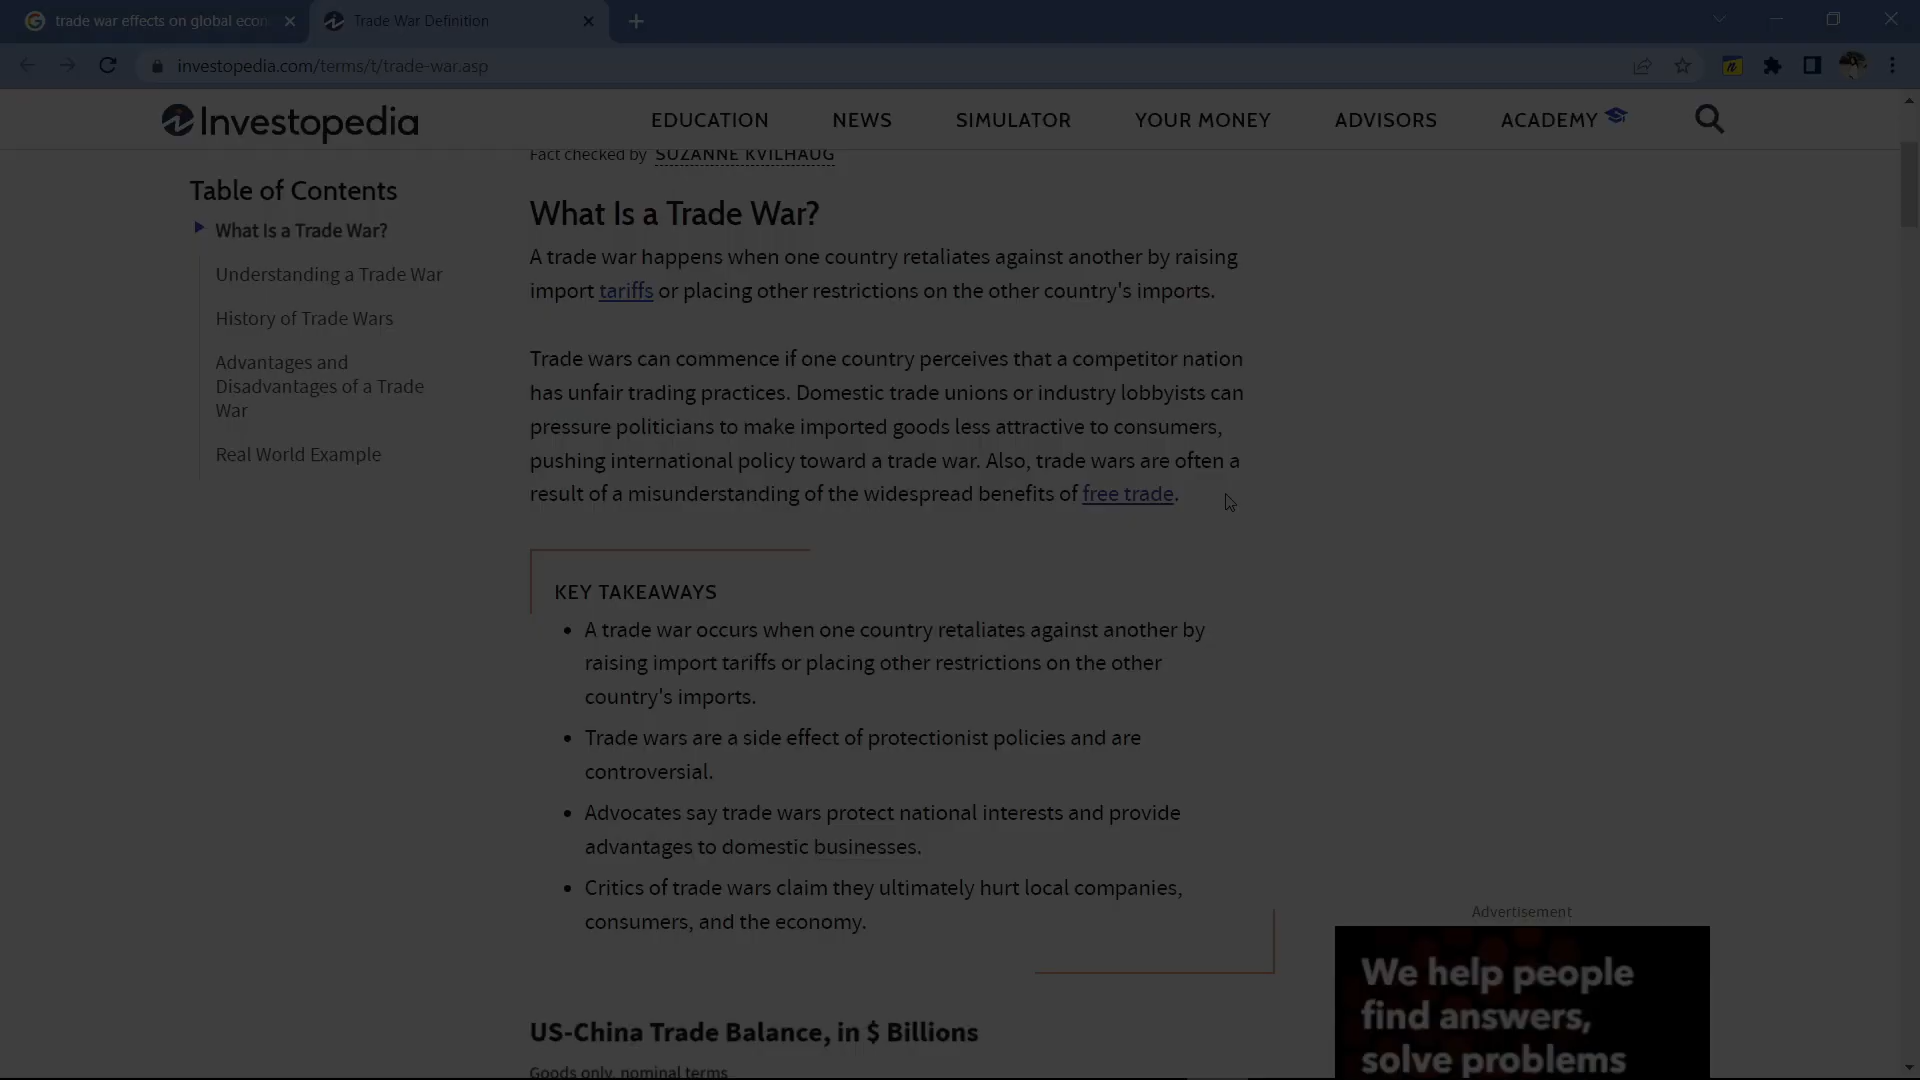 trade war effects on global econ
Trade War Definition
investopedia.com/terms/t/trade-war.asp
Investopedia
EDUCATION
NEWS
SIMULATOR
YOUR MONEY
ADVISORS
ACADEMY
Fact checked by SUZANNE KVILHAUG
Table of Contents
What Is a Trade War?
Understanding a Trade War
History of Trade Wars
Advantages and
Disadvantages of a Trade
War
Real World Example
What Is a Trade War?
A trade war happens when one country retaliates against another by raising
import tariffs or placing other restrictions on the other country's imports.
Trade wars can commence if one country perceives that a competitor nation
has unfair trading practices. Domestic trade unions or industry lobbyists can
pressure politicians to make imported goods less attractive to consumers,
pushing international policy toward a trade war. Also, trade wars are often a
result of a misunderstanding of the widespread benefits of free trade.
KEY TAKEAWAYS
• A trade war occurs when one country retaliates against another by
raising import tariffs or placing other restrictions on the other
country's imports.
• Trade wars are a side effect of protectionist policies and are
controversial.
• Advocates say trade wars protect national interests and provide
advantages to domestic businesses.
• Critics of trade wars claim they ultimately hurt local companies,
consumers, and the economy.
US-China Trade Balance, in $ Billions
Goods only, nominal terms
Advertisement
We help people
find answers,
solve problems